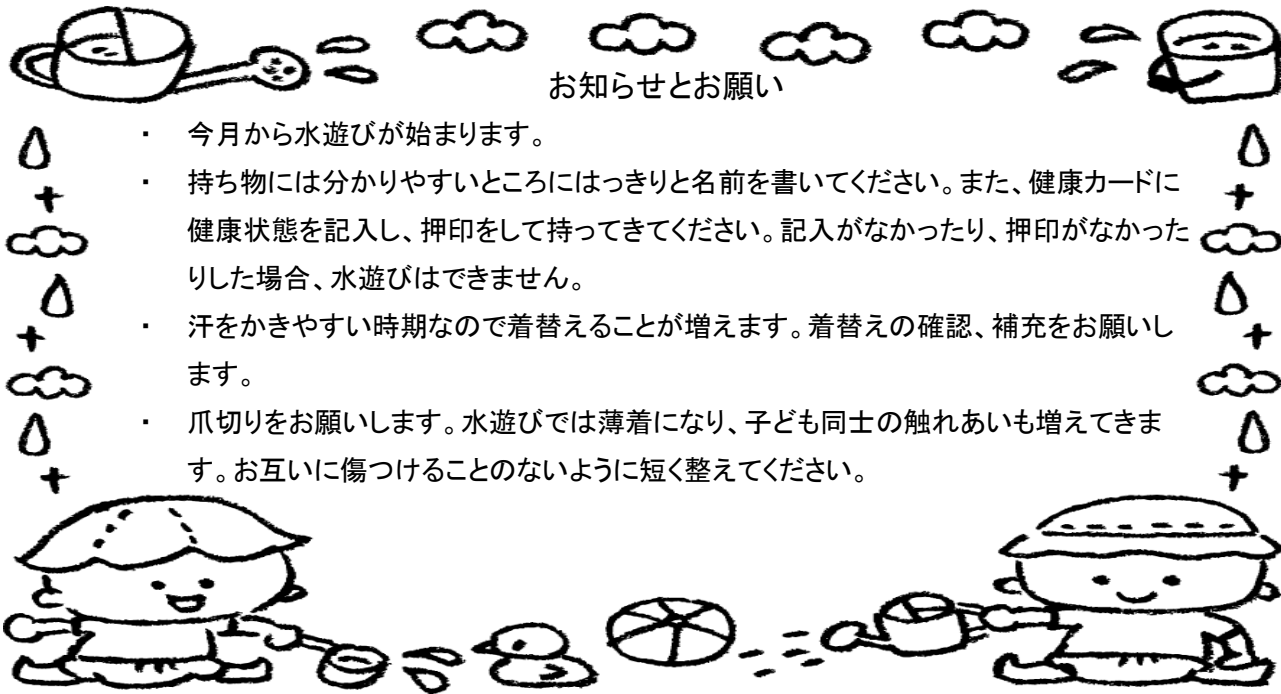 お知らせとお願い
・ 今月から水遊びが始まります。
・ 持ち物には分かりやすいところにはっきりと名前を書いてください。また、健康カードに
健康状態を記入し、押印をして持ってきてください。記入がなかったり、押印がなかった
りした場合、水遊びはできません。
・ 汗をかきやすい時期なので着替えることが増えます。着替えの確認、補充をお願いし
ます。
・ 爪切りをお願いします。水遊びでは薄着になり、子ども同士の触れあいも増えてきま
す。お互いに傷つけることのないように短く整えてください。